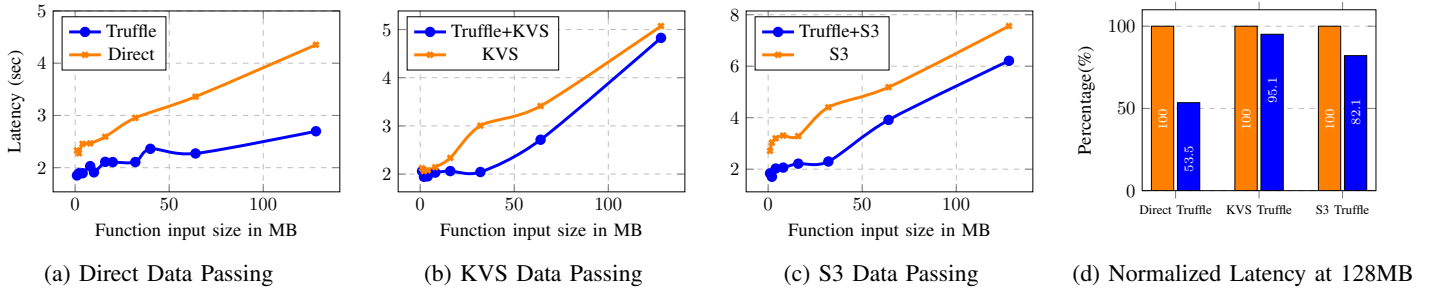 5
4
3
2
1
0
50
100
Latency (sec)
Function input size in MB
Truffle
Direct
(a) Direct Data Passing
5
4
3
2
0
50
100
Function input size in MB
Truffle+KVS
KVS
(b) KVS Data Passing
8
6
4
2
0
50
100
Function input size in MB
Truffle+S3
S3
(c) S3 Data Passing
100
50
0
Percentage(%)
100
53.5
100
95.1
100
82.1
Direct Truffle
KVS Truffle
S3 Truffle
(d) Normalized Latency at 128MB